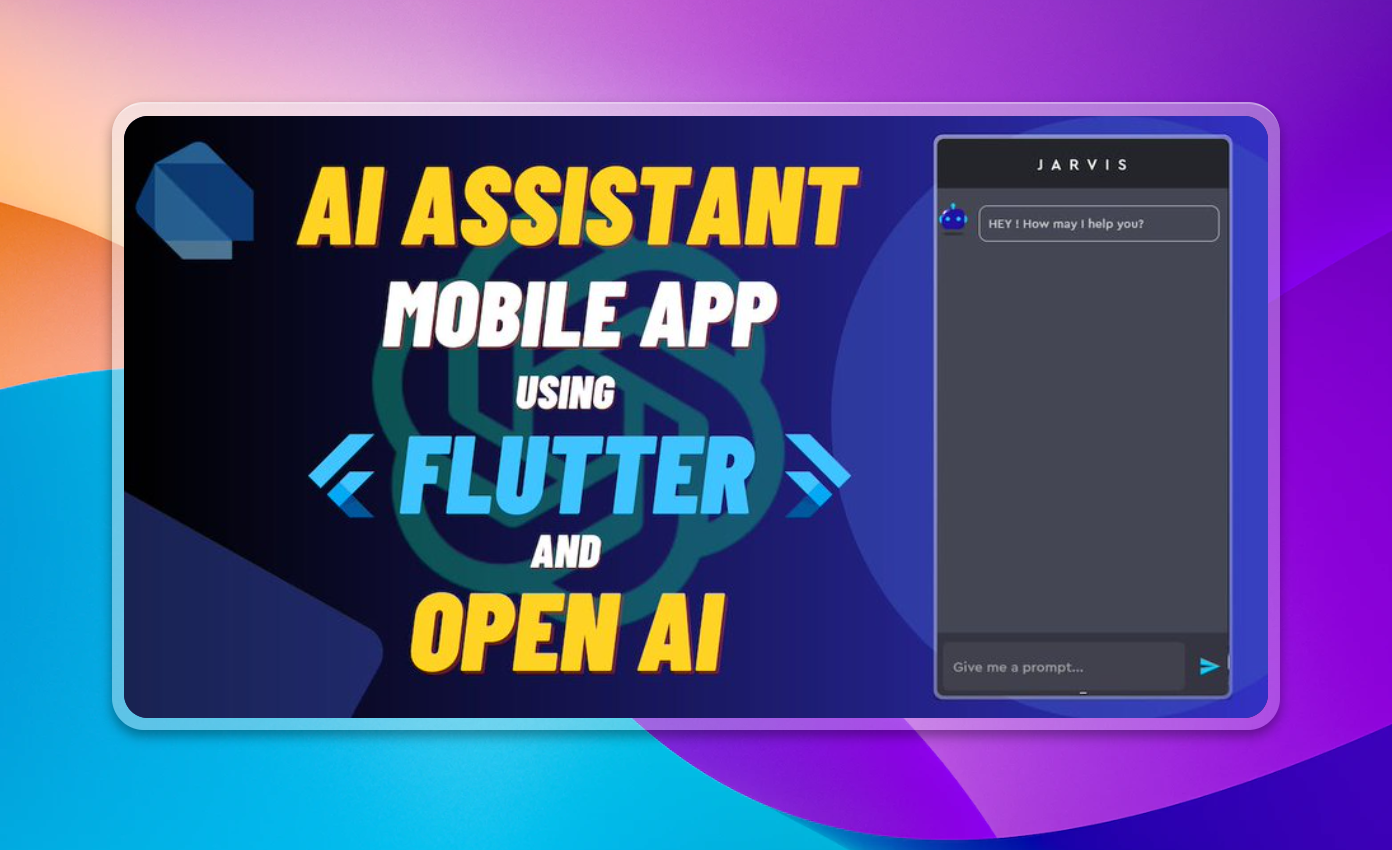 AI ASSISTANT
MOBILE APP
USING
FLUTTER
AND
OPEN AI
JARVIS
HEY ! How may I help you?
Give me a prompt...